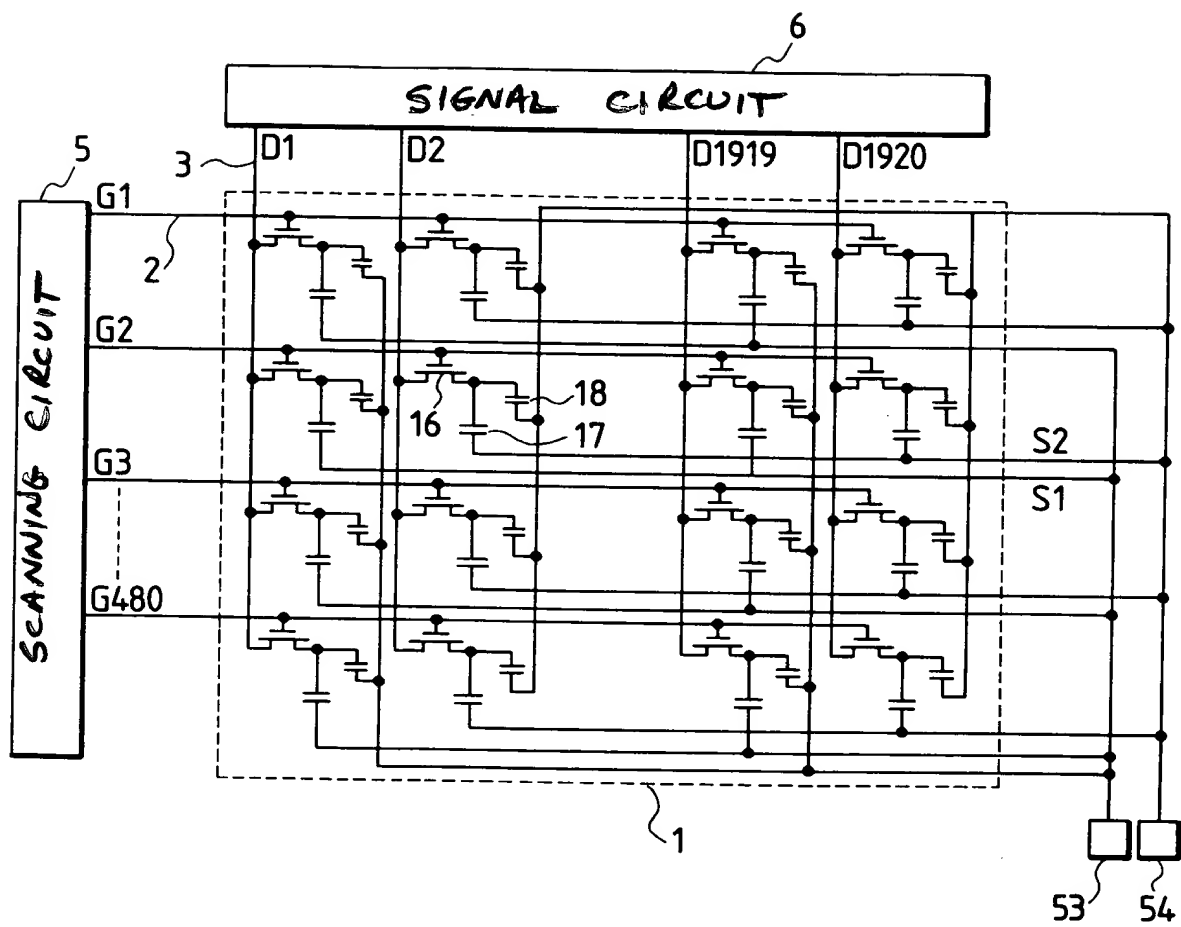 6
SIGNAL CIRCUIT
5
3
D1
D2
D1919
D1920
G1
2
SCANNING CIRCUIT
G2
16
18
17
S2
G3
S1
G480
1
53
54